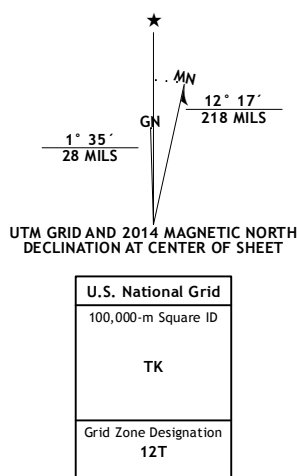 MN
GN
12° 17´
218 MILS
1° 35´
28 MILS
UTM GRID AND 2014 MAGNETIC NORTH
DECLINATION AT CENTER OF SHEET
U.S. National Grid
100,000-m Square ID
TK
Grid Zone Designation
12T